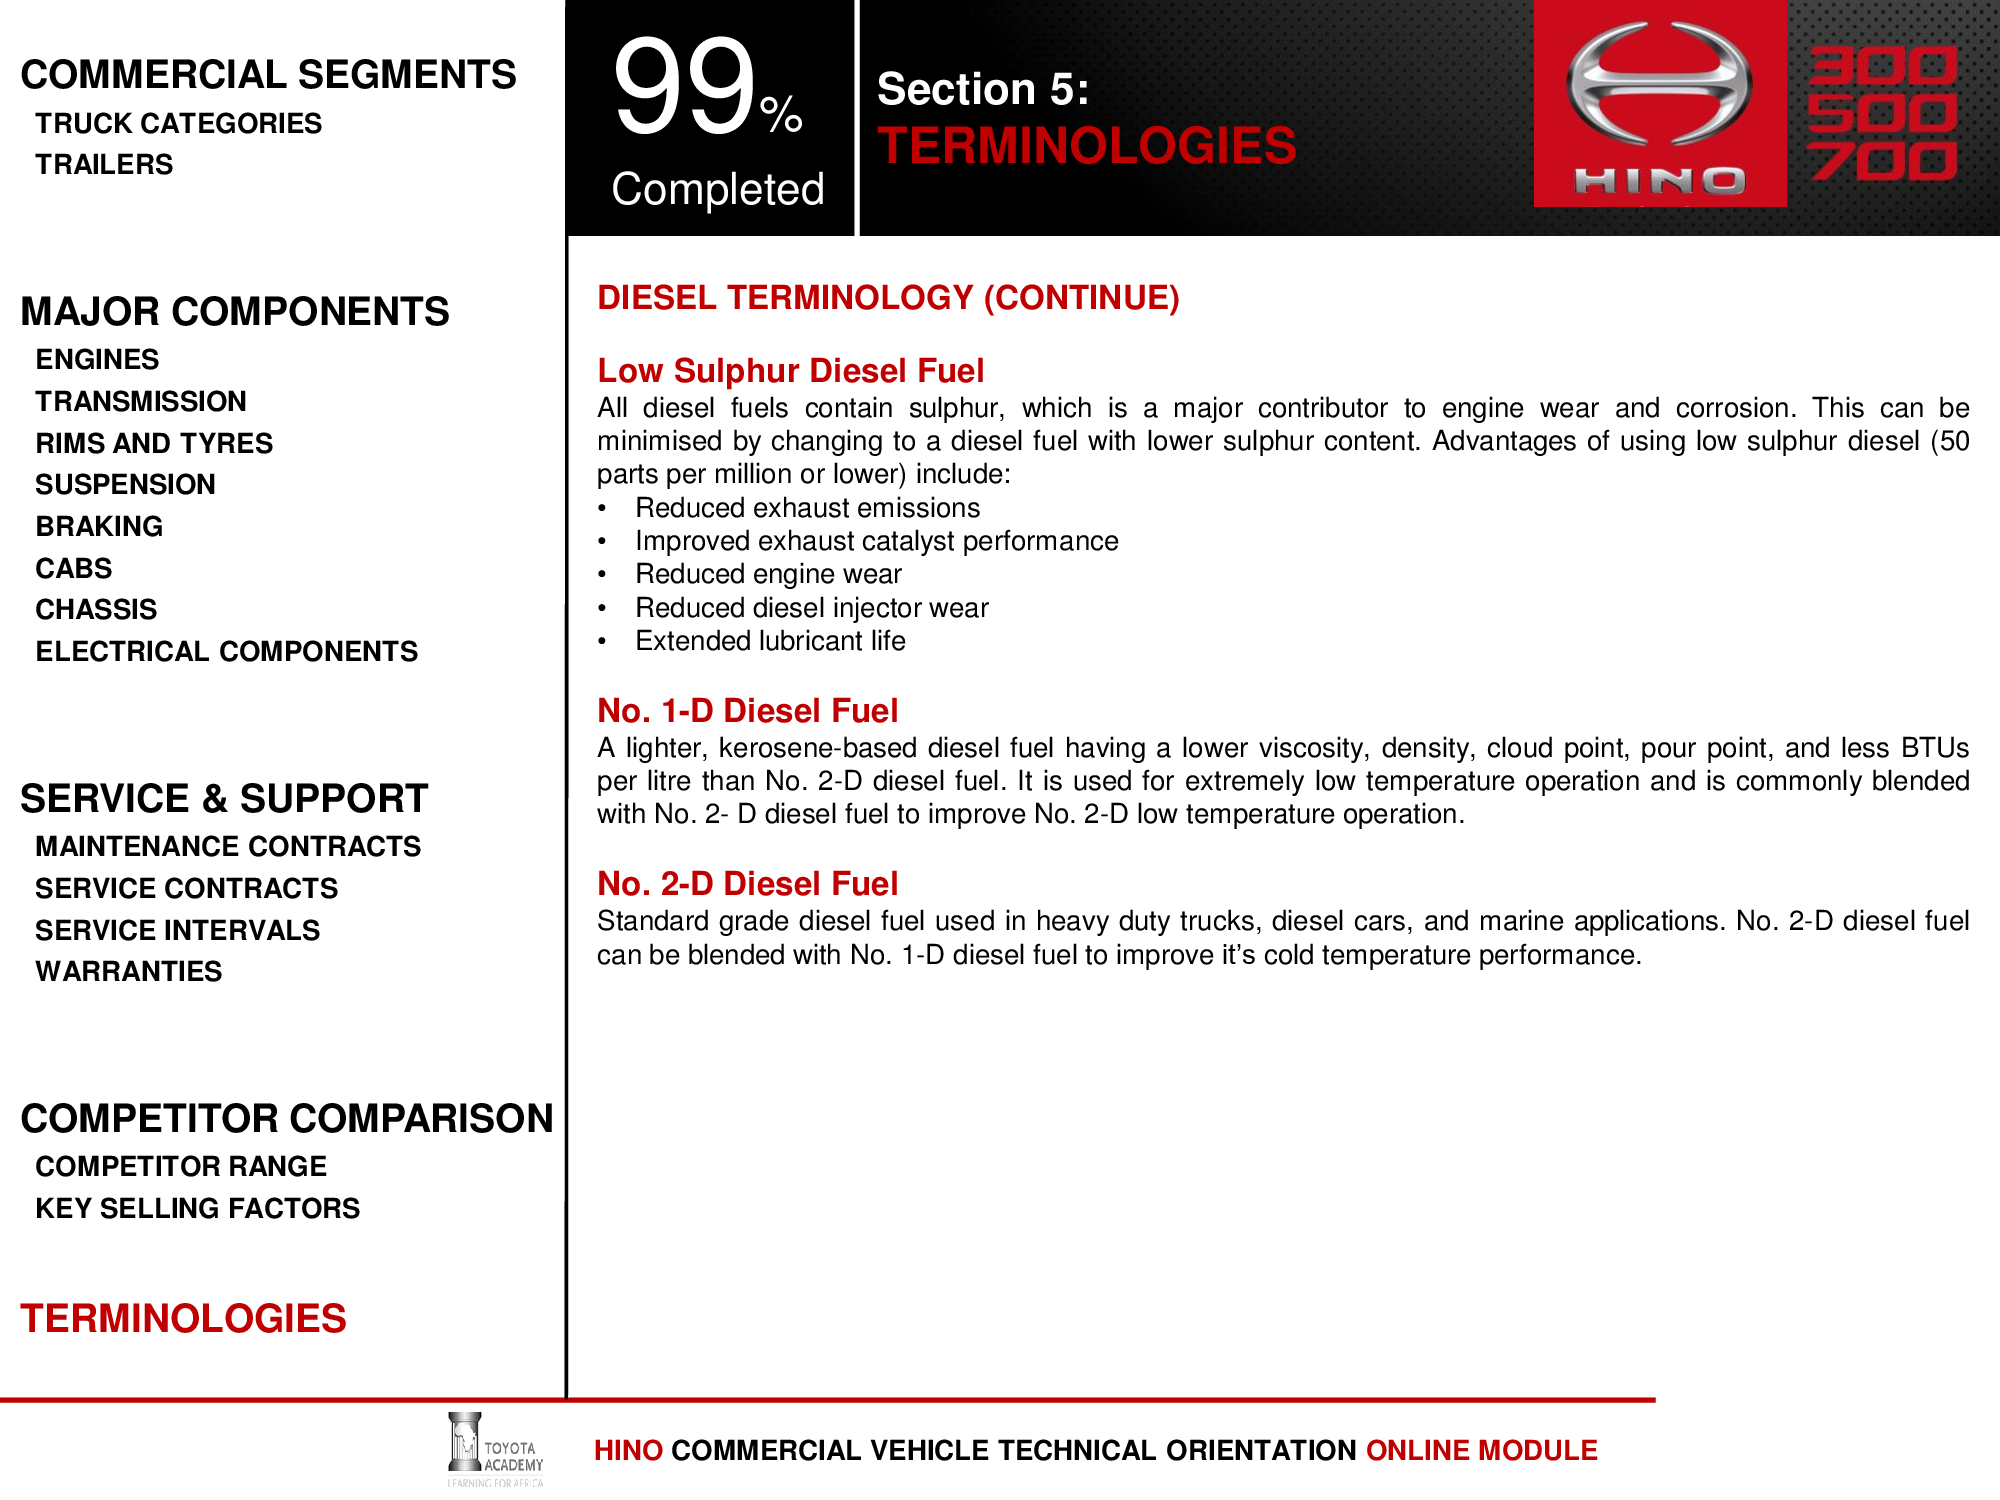 COMMERCIAL SEGMENTS
TRUCK CATEGORIES
TRAILERS
MAJOR COMPONENTS
ENGINES
TRANSMISSION
RIMS AND TYRES
SUSPENSION
BRAKING
CABS
CHASSIS
ELECTRICAL COMPONENTS
SERVICE & SUPPORT
MAINTENANCE CONTRACTS
SERVICE CONTRACTS
SERVICE INTERVALS
WARRANTIES
COMPETITOR COMPARISON
COMPETITOR RANGE
KEY SELLING FACTORS
TERMINOLOGIES
99%
Completed
Section 5:
TERMINOLOGIES
HINO
300
500
700
DIESEL TERMINOLOGY (CONTINUE)
Low Sulphur Diesel Fuel
All diesel fuels contain sulphur, which is a major contributor to engine wear and corrosion. This can be
minimised by changing to a diesel fuel with lower sulphur content. Advantages of using low sulphur diesel (50
parts per million or lower) include:
• Reduced exhaust emissions
• Improved exhaust catalyst performance
• Reduced engine wear
• Reduced diesel injector wear
• Extended lubricant life
No. 1-D Diesel Fuel
A lighter, kerosene-based diesel fuel having a lower viscosity, density, cloud point, pour point, and less BTUs
per litre than No. 2-D diesel fuel. It is used for extremely low temperature operation and is commonly blended
with No. 2- D diesel fuel to improve No. 2-D low temperature operation.
No. 2-D Diesel Fuel
Standard grade diesel fuel used in heavy duty trucks, diesel cars, and marine applications. No. 2-D diesel fuel
can be blended with No. 1-D diesel fuel to improve it’s cold temperature performance.
TOYOTA
ACADEMY
LEARNING FOR AFRICA
HINO COMMERCIAL VEHICLE TECHNICAL ORIENTATION ONLINE MODULE